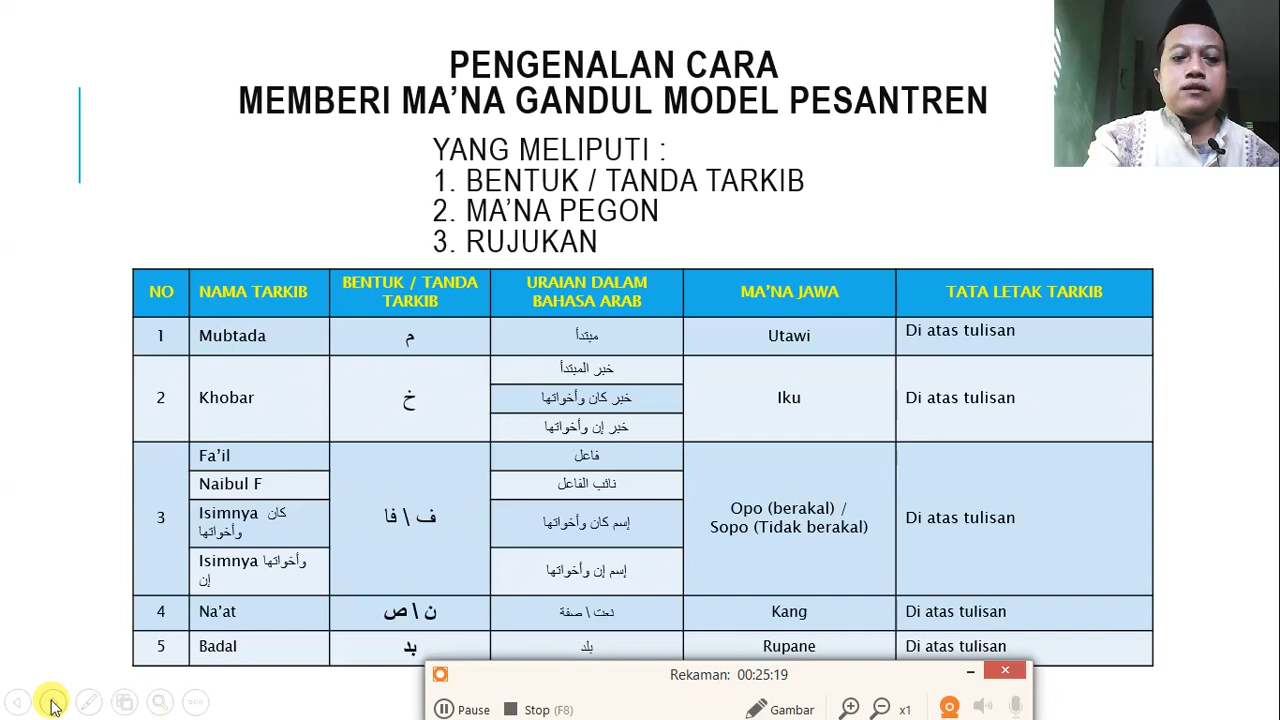 PENGENALAN CARA
MEMBERI MA'NA GANDUL MODEL PESANTREN
YANG MELIPUTI :
1. BENTUK / TANDA TARKIB
2. MA'NA PEGON
3. RUJUKAN
NO NAMA TARKIB BENTUK / TANDA TARKIB URAIAN DALAM BAHASA ARAB MA'NA JAWA TATA LETAK TARKIB
1 Mubtada م مبتدأ Utawi Di atas tulisan
2 Khobar خ خبر المبتدأ Iku Di atas tulisan
خبر كان وأخواتها
خبر إن وأخواتها
3 Fa'il ف \ فا فاعل Opo (berakal) / Sopo (Tidak berakal) Di atas tulisan
Naibul F نائب الفاعل
Isimnya كان وأخواتها إسم كان وأخواتها
Isimnya وأخواتها إن إسم إن وأخواتها
4 Na'at ن \ ص نعت \ صفة Kang Di atas tulisan
5 Badal بد بلد Rupane Di atas tulisan
Rekaman: 00:25:19
Pause Stop (F8) Gambar x1